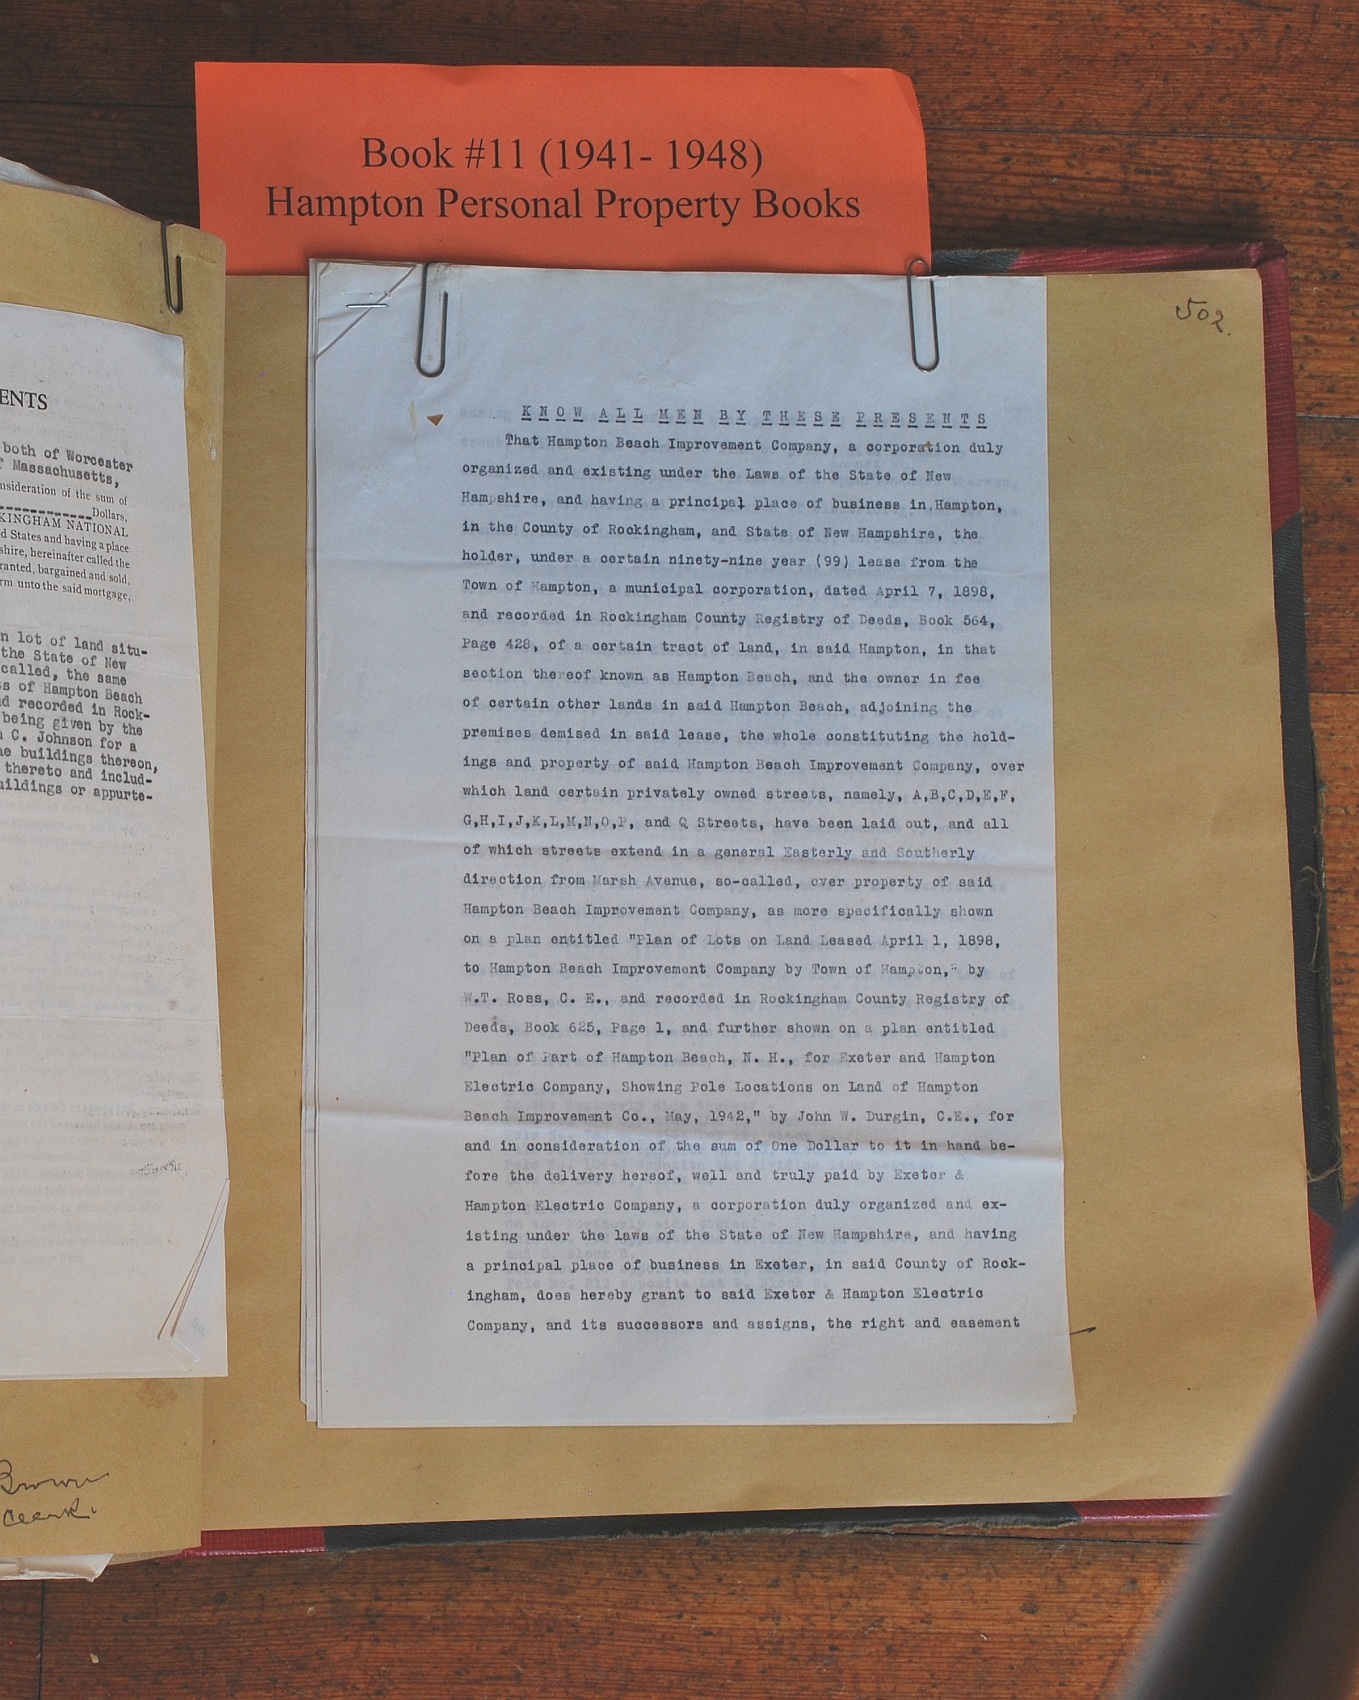 Book #11 (1941- 1948)
Hampton Personal Property Books
502.
ENTS
both of Worcester
Massachusetts,
nsideration of the sum of
Dollars,
KINGHAM NATIONAL
d States and having a place
shire, hereinafter called the
ranted, bargained and sold,
rm unto the said mortgage,
n lot of land situ-
the State of New
called, the same
s of Hampton Beach
d recorded in Rock-
being given by the
C. Johnson for a
e buildings thereon,
thereto and includ-
uildings or appurte-
Brown
Clerk.
KNOW ALL MEN BY THESE PRESENTS
That Hampton Beach Improvement Company, a corporation duly
organized and existing under the Laws of the State of New
Hampshire, and having a principal place of business in Hampton,
in the County of Rockingham, and State of New Hampshire, the
holder, under a certain ninety-nine year (99) lease from the
Town of Hampton, a municipal corporation, dated April 7, 1898,
and recorded in Rockingham County Registry of Deeds, Book 564,
Page 428, of a certain tract of land, in said Hampton, in that
section thereof known as Hampton Beach, and the owner in fee
of certain other lands in said Hampton Beach, adjoining the
premises demised in said lease, the whole constituting the hold-
ings and property of said Hampton Beach Improvement Company, over
which land certain privately owned streets, namely, A,B,C,D,E,F,
G,H,I,J,K,L,M,N,O,P, and Q Streets, have been laid out, and all
of which streets extend in a general Easterly and Southerly
direction from Marsh Avenue, so-called, over property of said
Hampton Beach Improvement Company, as more specifically shown
on a plan entitled "Plan of Lots on Land Leased April 1, 1898,
to Hampton Beach Improvement Company by Town of Hampton," by
W.T. Ross, C. E., and recorded in Rockingham County Registry of
Deeds, Book 625, Page 1, and further shown on a plan entitled
"Plan of Part of Hampton Beach, N. H., for Exeter and Hampton
Electric Company, Showing Pole Locations on Land of Hampton
Beach Improvement Co., May, 1942," by John W. Durgin, C.E., for
and in consideration of the sum of One Dollar to it in hand be-
fore the delivery hereof, well and truly paid by Exeter &
Hampton Electric Company, a corporation duly organized and ex-
isting under the laws of the State of New Hampshire, and having
a principal place of business in Exeter, in said County of Rock-
ingham, does hereby grant to said Exeter & Hampton Electric
Company, and its successors and assigns, the right and easement